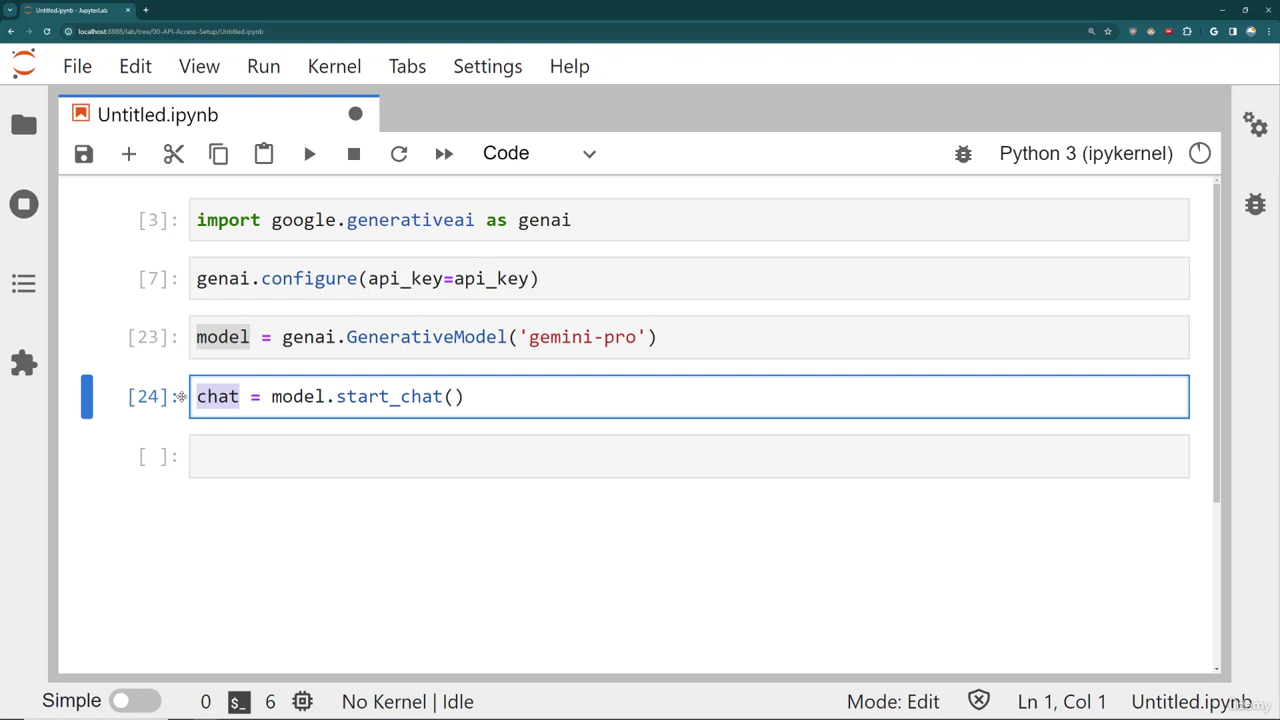 Untitled.ipynb - JupyterLab
localhost:8888/lab/tree/00-API-Access-Setup/Untitled.ipynb
File Edit View Run Kernel Tabs Settings Help
Untitled.ipynb
Code Python 3 (ipykernel)
[3]: import google.generativeai as genai
[7]: genai.configure(api_key=api_key)
[23]: model = genai.GenerativeModel('gemini-pro')
[24]: chat = model.start_chat()
[ ]:
Simple 0 $_ 6 No Kernel | Idle Mode: Edit Ln 1, Col 1 Untitled.ipynb
Udemy